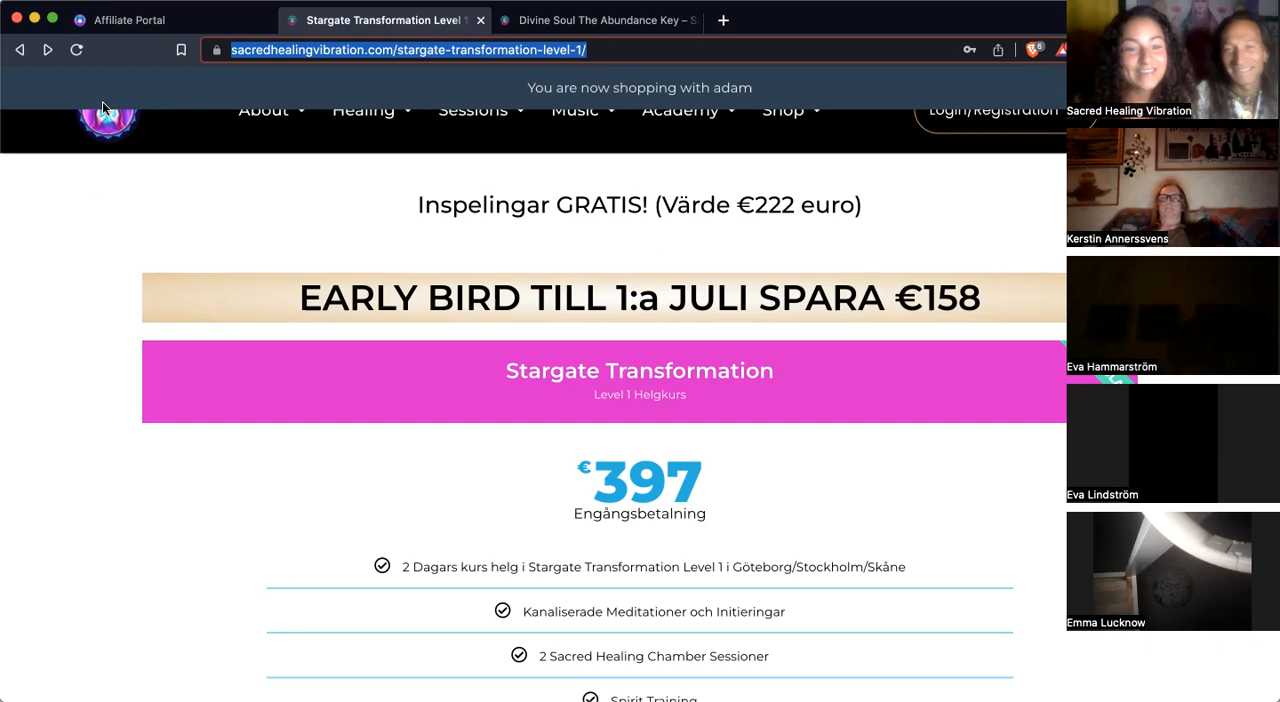 Affiliate Portal
Stargate Transformation Level 1
Divine Soul The Abundance Key – S
sacredhealingvibration.com/stargate-transformation-level-1/
6
You are now shopping with adam
About Healing Sessions Music Academy Shop Login/Registration
Inspelingar GRATIS! (Värde €222 euro)
EARLY BIRD TILL 1:a JULI SPARA €158
Stargate Transformation
Level 1 Helgkurs
€397
Engångsbetalning
2 Dagars kurs helg i Stargate Transformation Level 1 i Göteborg/Stockholm/Skåne
Kanaliserade Meditationer och Initieringar
2 Sacred Healing Chamber Sessioner
Spirit Training
Sacred Healing Vibration
Kerstin Annerssvens
Eva Hammarström
Eva Lindström
Emma Lucknow